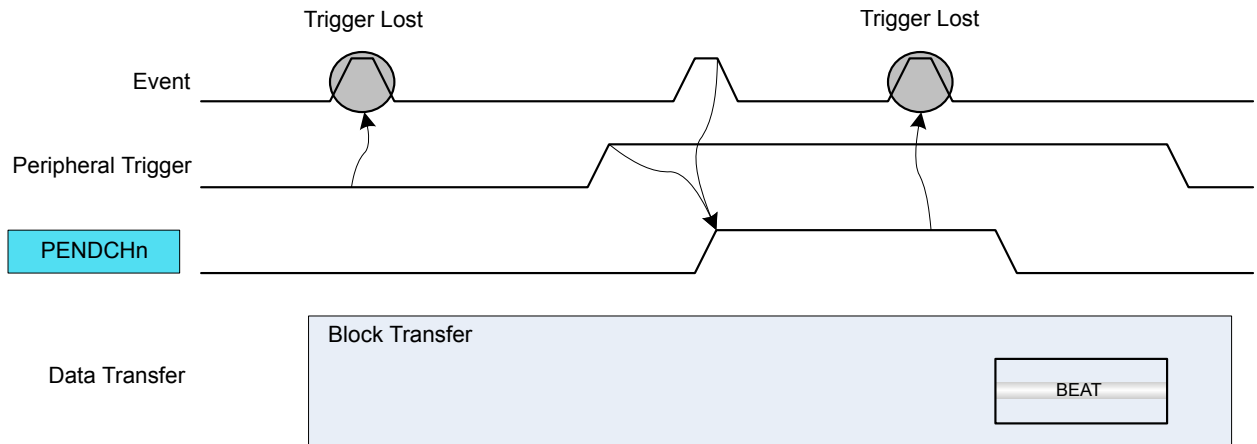 Trigger Lost
Trigger Lost
Event
Peripheral Trigger
PENDCHn
Block Transfer
Data Transfer
BEAT